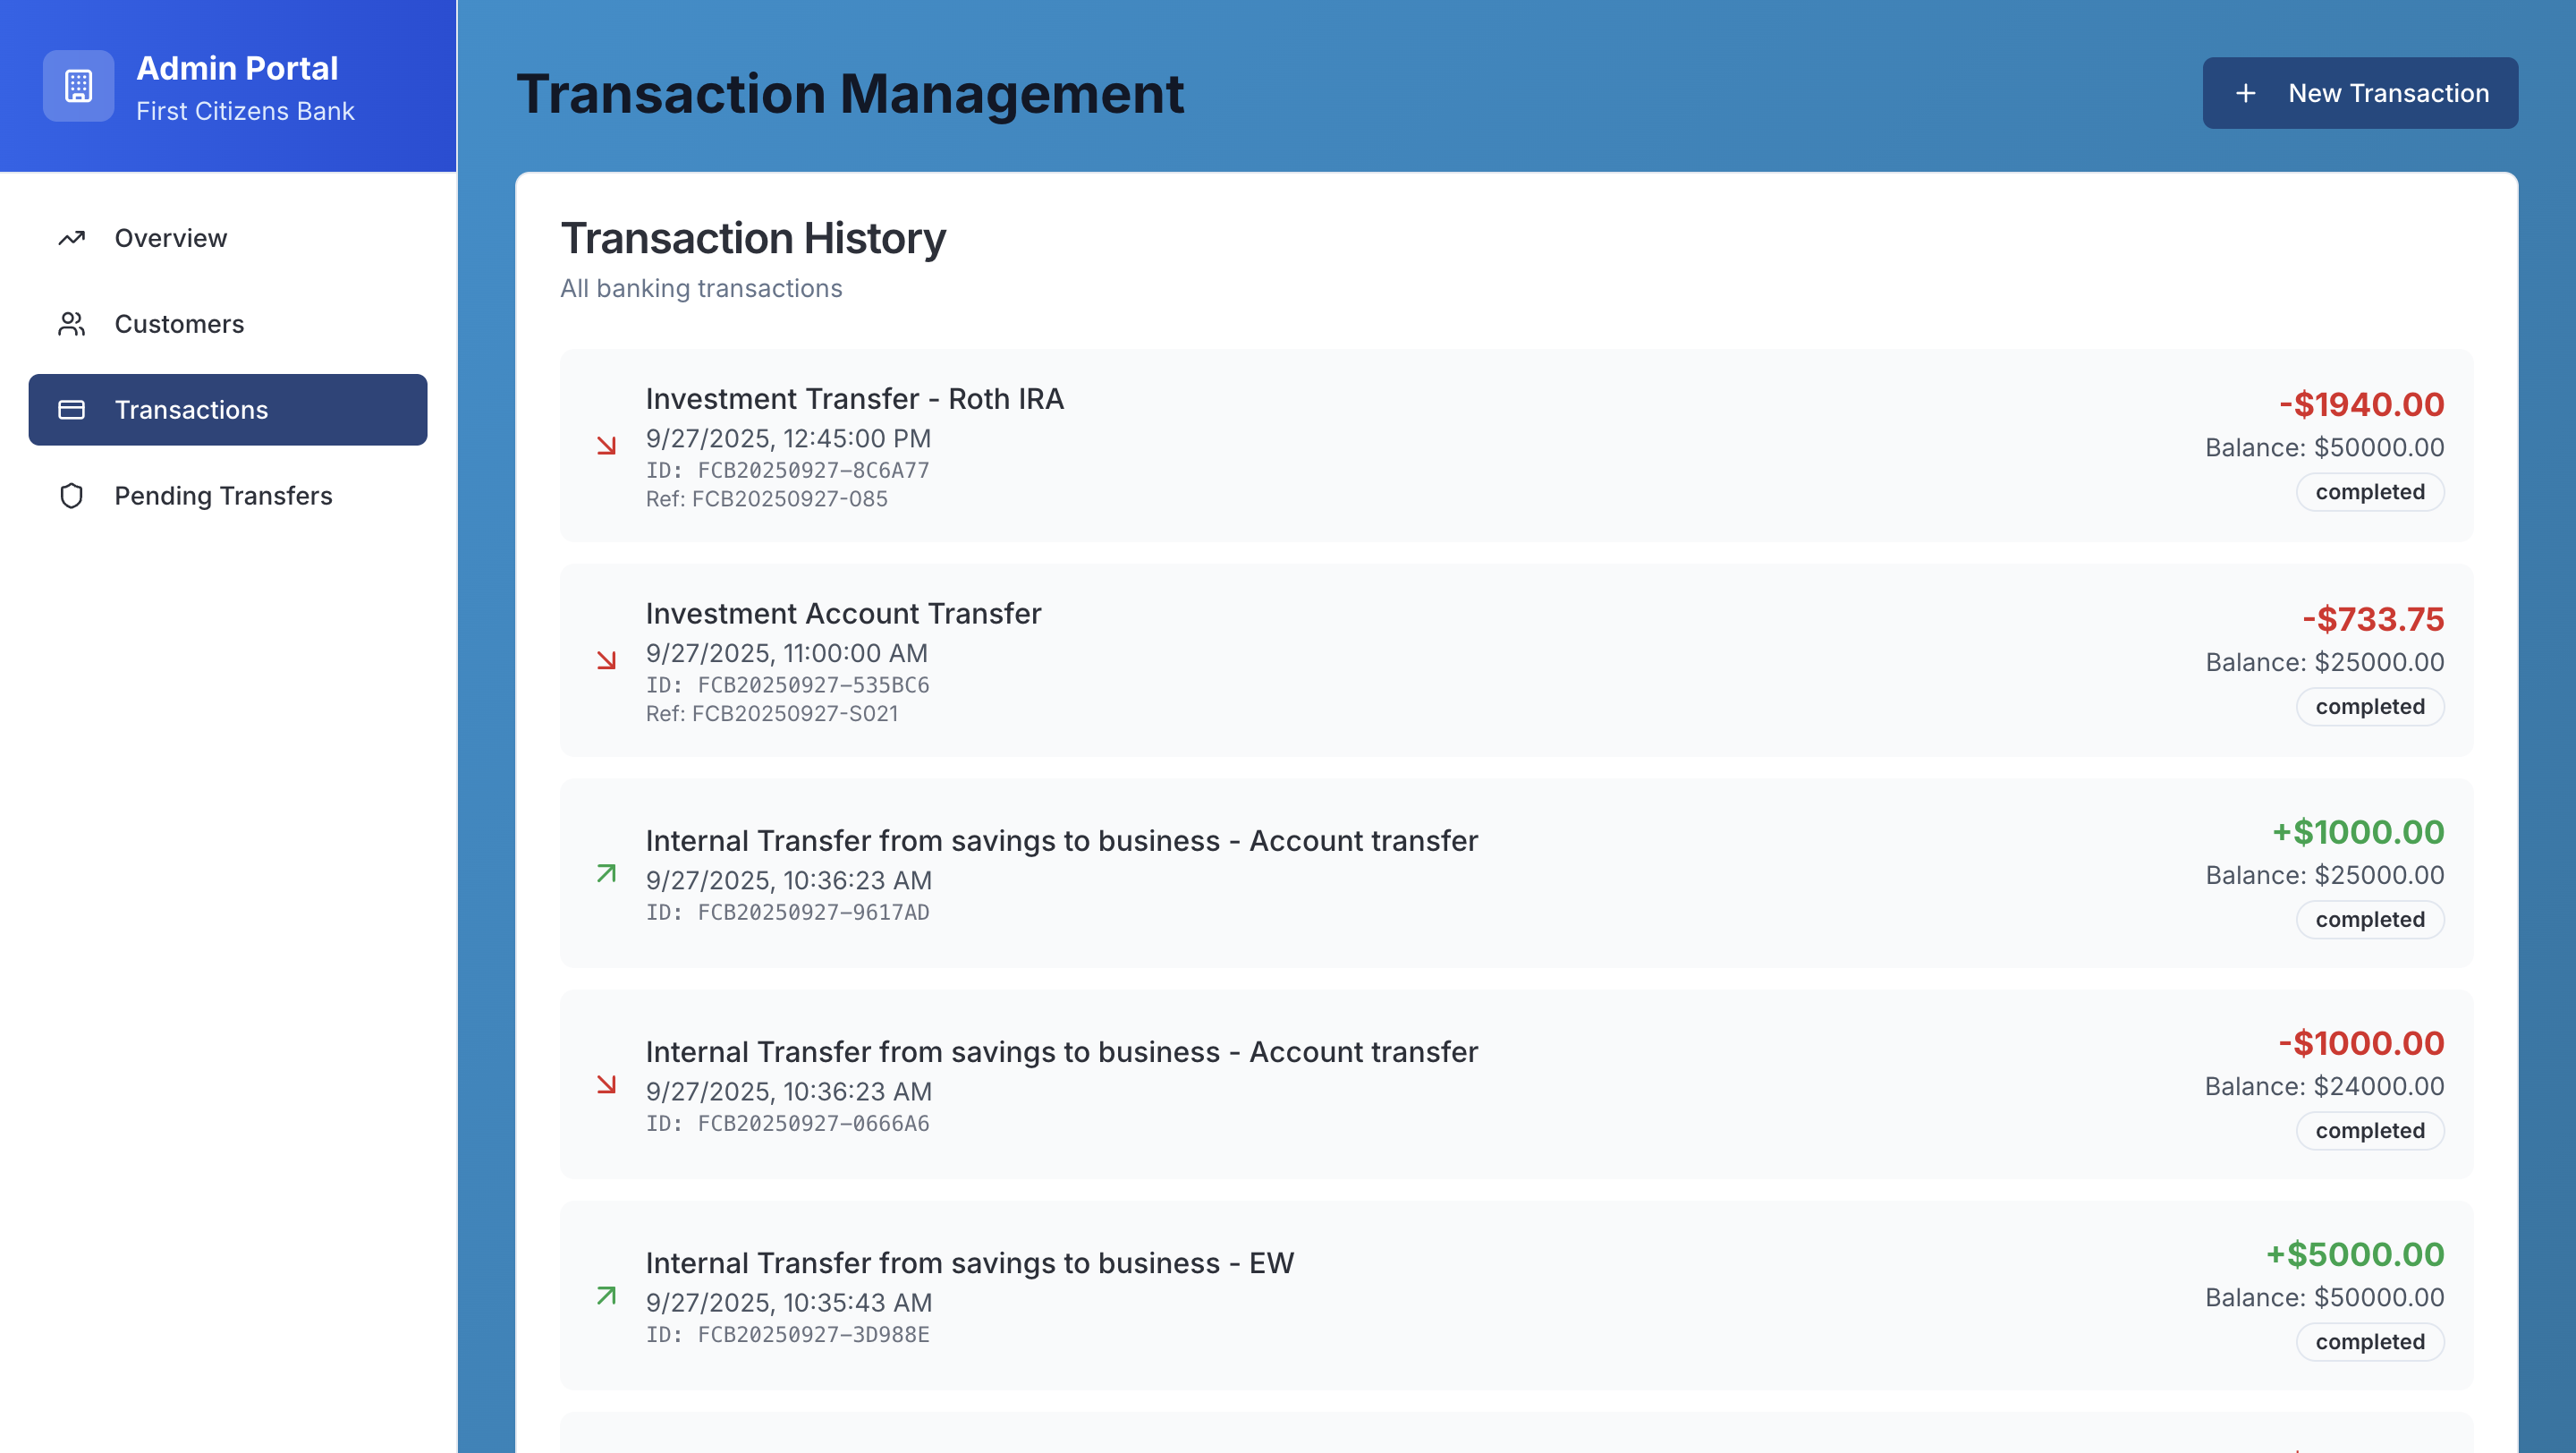 Admin Portal
First Citizens Bank
Overview
Customers
Transactions
Pending Transfers
Transaction Management
New Transaction
Transaction History
All banking transactions
Investment Transfer - Roth IRA
9/27/2025, 12:45:00 PM
ID: FCB20250927-8C6A77
Ref: FCB20250927-085
-$1940.00
Balance: $50000.00
completed
Investment Account Transfer
9/27/2025, 11:00:00 AM
ID: FCB20250927-535BC6
Ref: FCB20250927-S021
-$733.75
Balance: $25000.00
completed
Internal Transfer from savings to business - Account transfer
9/27/2025, 10:36:23 AM
ID: FCB20250927-9617AD
+$1000.00
Balance: $25000.00
completed
Internal Transfer from savings to business - Account transfer
9/27/2025, 10:36:23 AM
ID: FCB20250927-0666A6
-$1000.00
Balance: $24000.00
completed
Internal Transfer from savings to business - EW
9/27/2025, 10:35:43 AM
ID: FCB20250927-3D988E
+$5000.00
Balance: $50000.00
completed